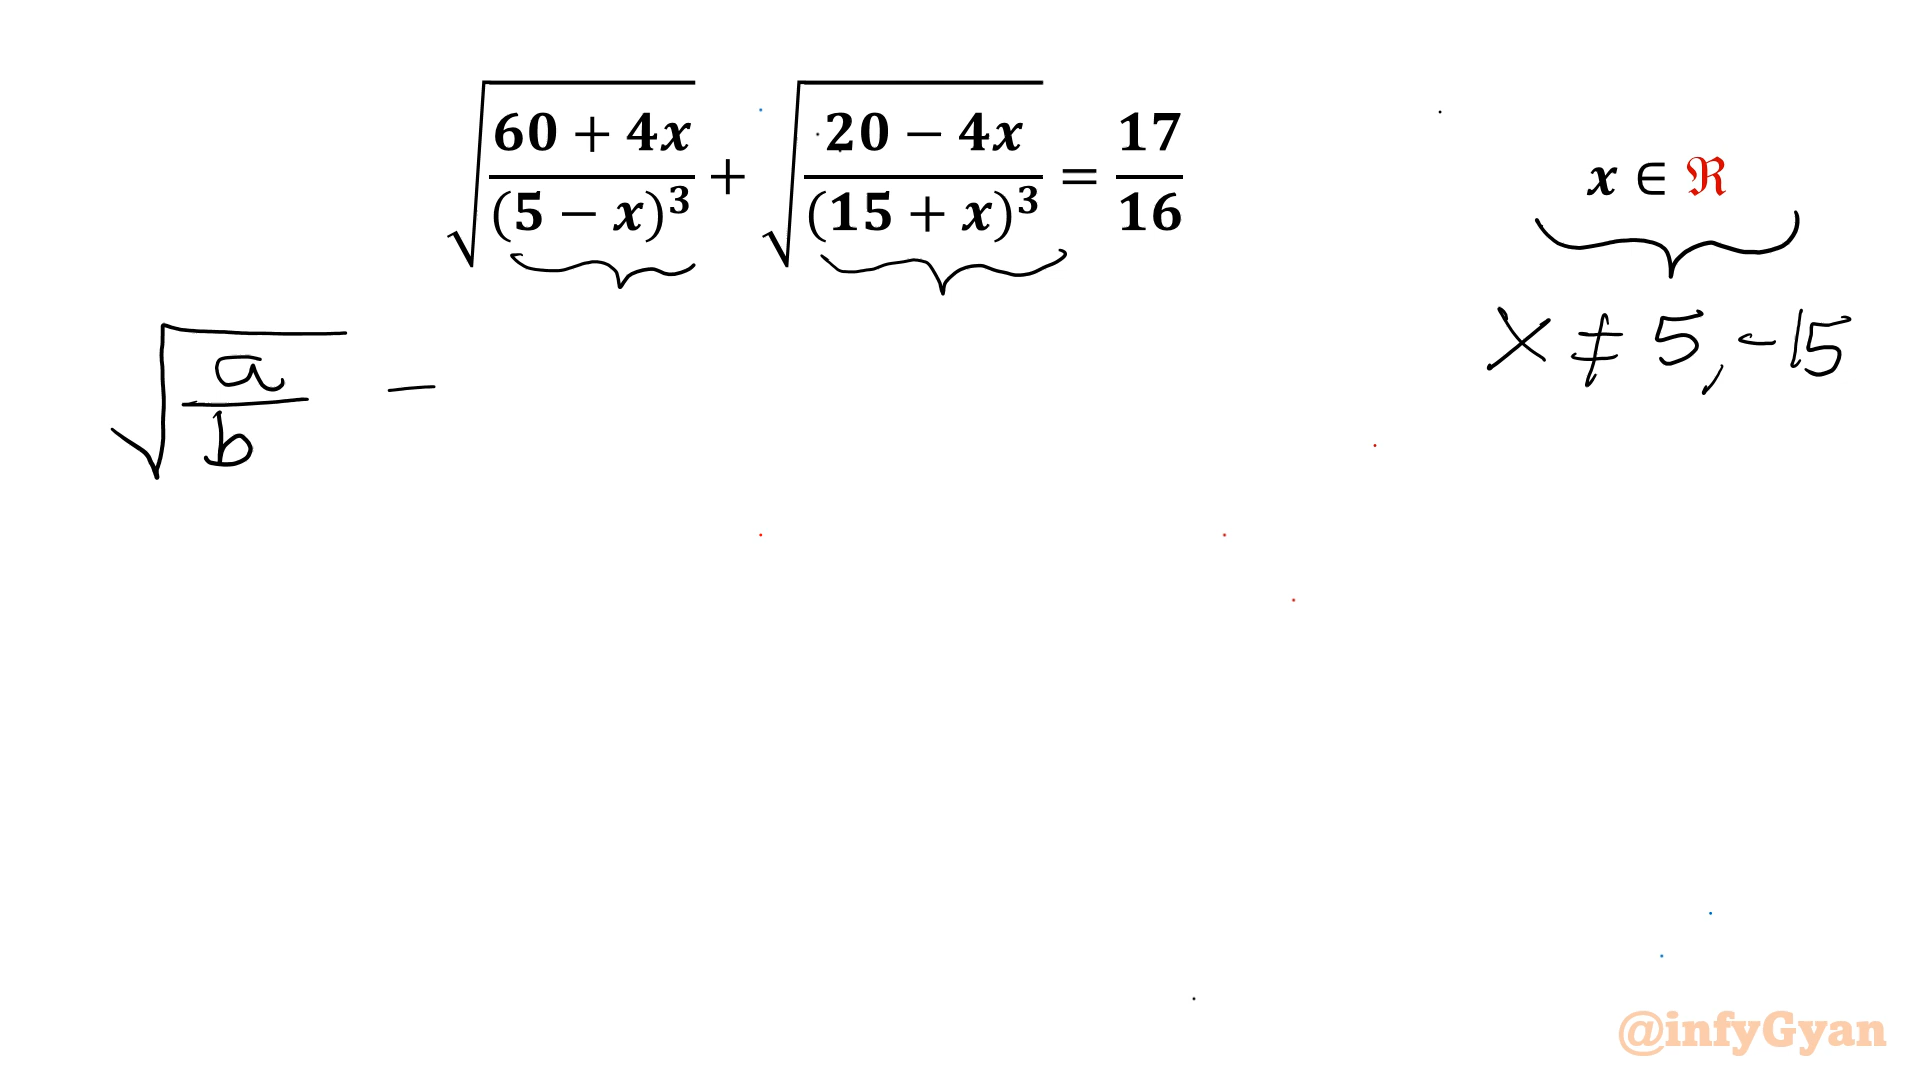 √((60 + 4x)/(5 − x)³) + √((20 − 4x)/(15 + x)³) = 17/16
x ∈ ℜ
x ≠ 5, -15
√(a/b) –
@infyGyan